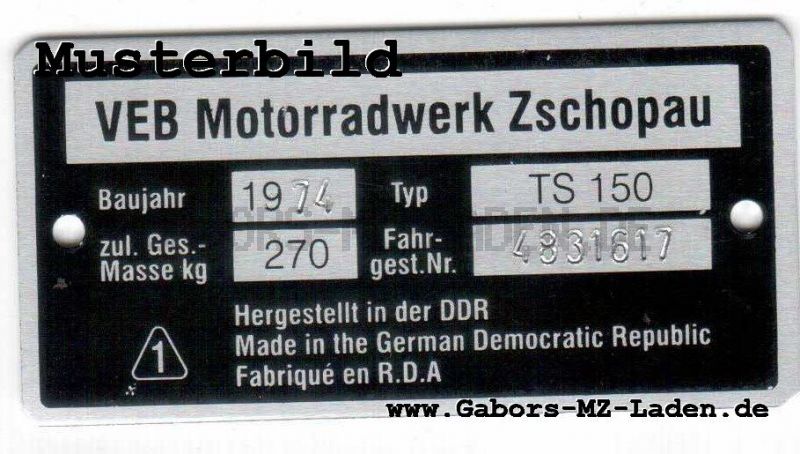 Musterbild
VEB Motorradwerk Zschopau
Baujahr 1974 Typ TS 150
zul. Ges.-
Masse kg 270 Fahr-
gest.Nr. 4831617
Hergestellt in der DDR
Made in the German Democratic Republic
1
Fabriqué en R.D.A
www.Gabors-MZ-Laden.de